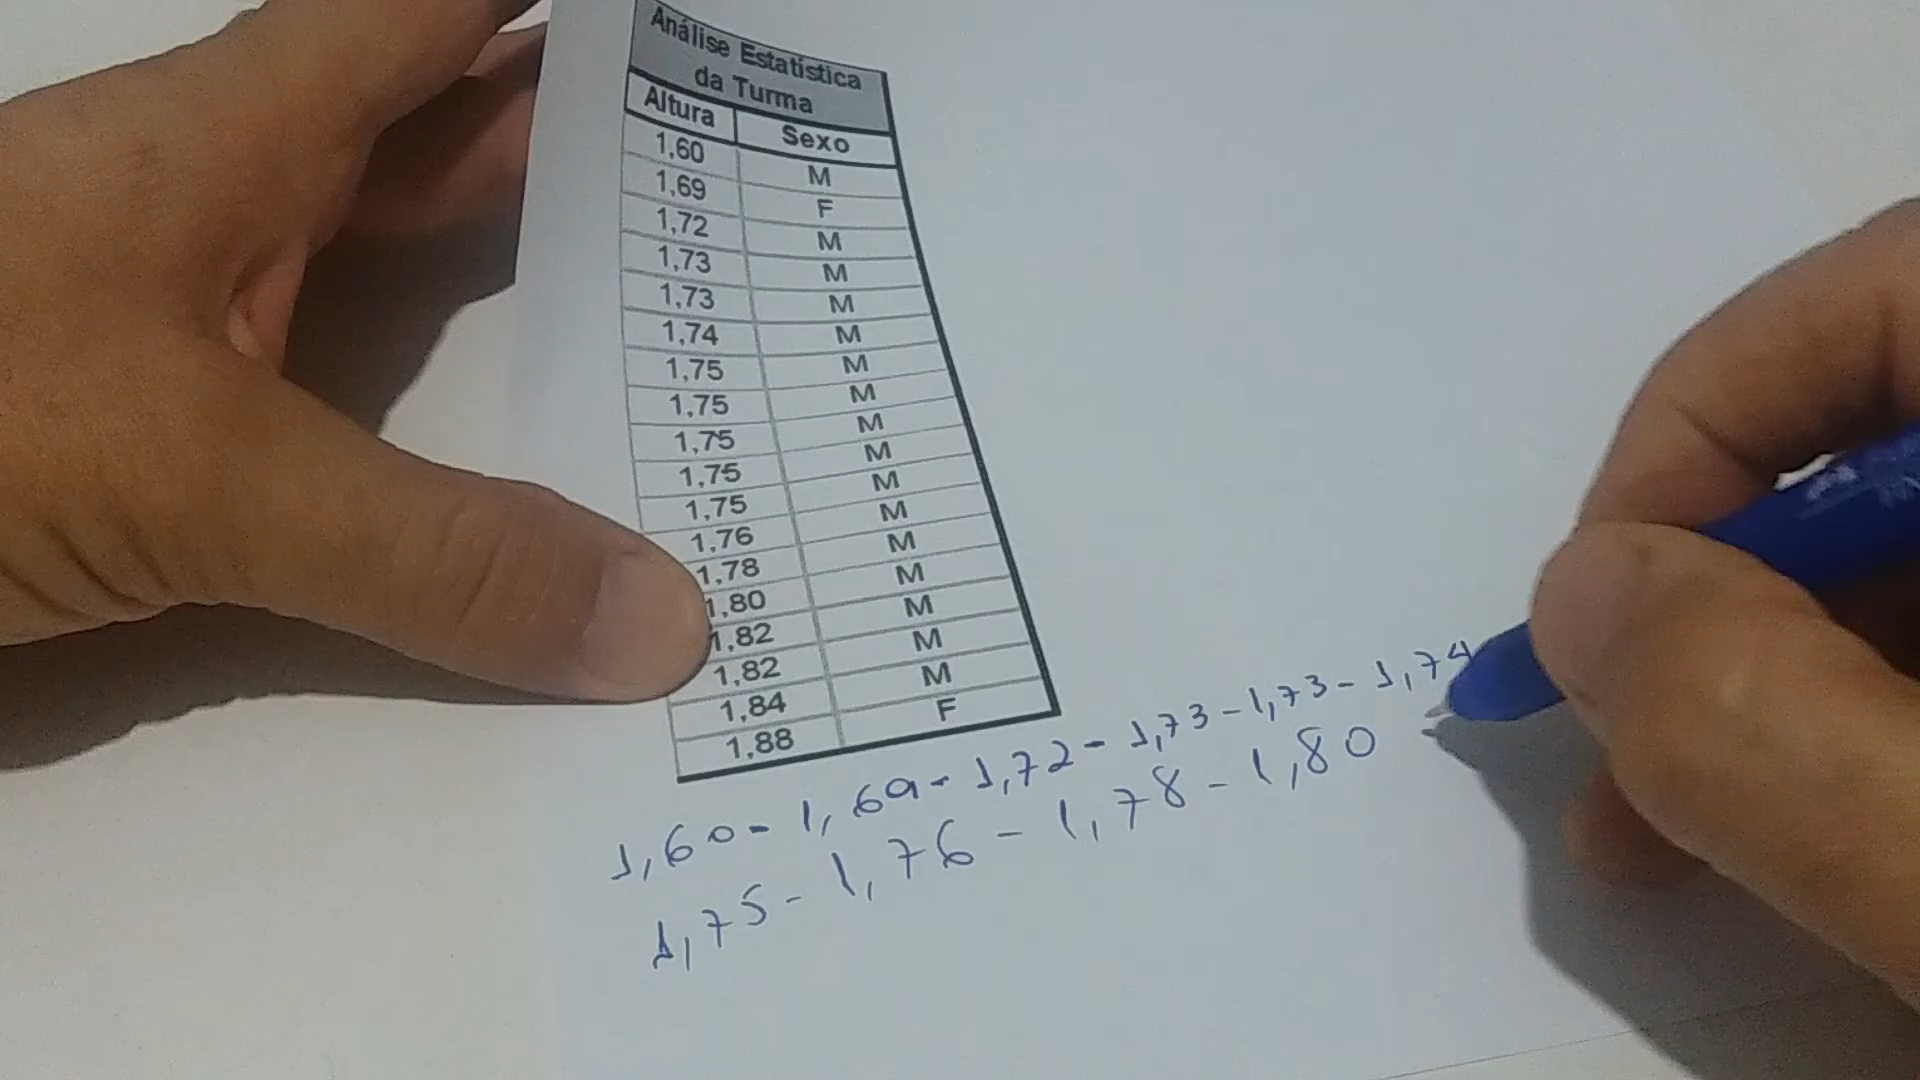 Análise Estatística
da Turma
Altura Sexo
1,60 M
1,69 F
1,72 M
1,73 M
1,73 M
1,74 M
1,75 M
1,75 M
1,75 M
1,75 M
1,75 M
1,76 M
1,78 M
1,80 M
1,82 M
1,82 M
1,84 M
1,88 F
1,60 - 1,69 - 1,72 - 1,73 - 1,73 - 1,74
1,75 - 1,76 - 1,78 - 1,80